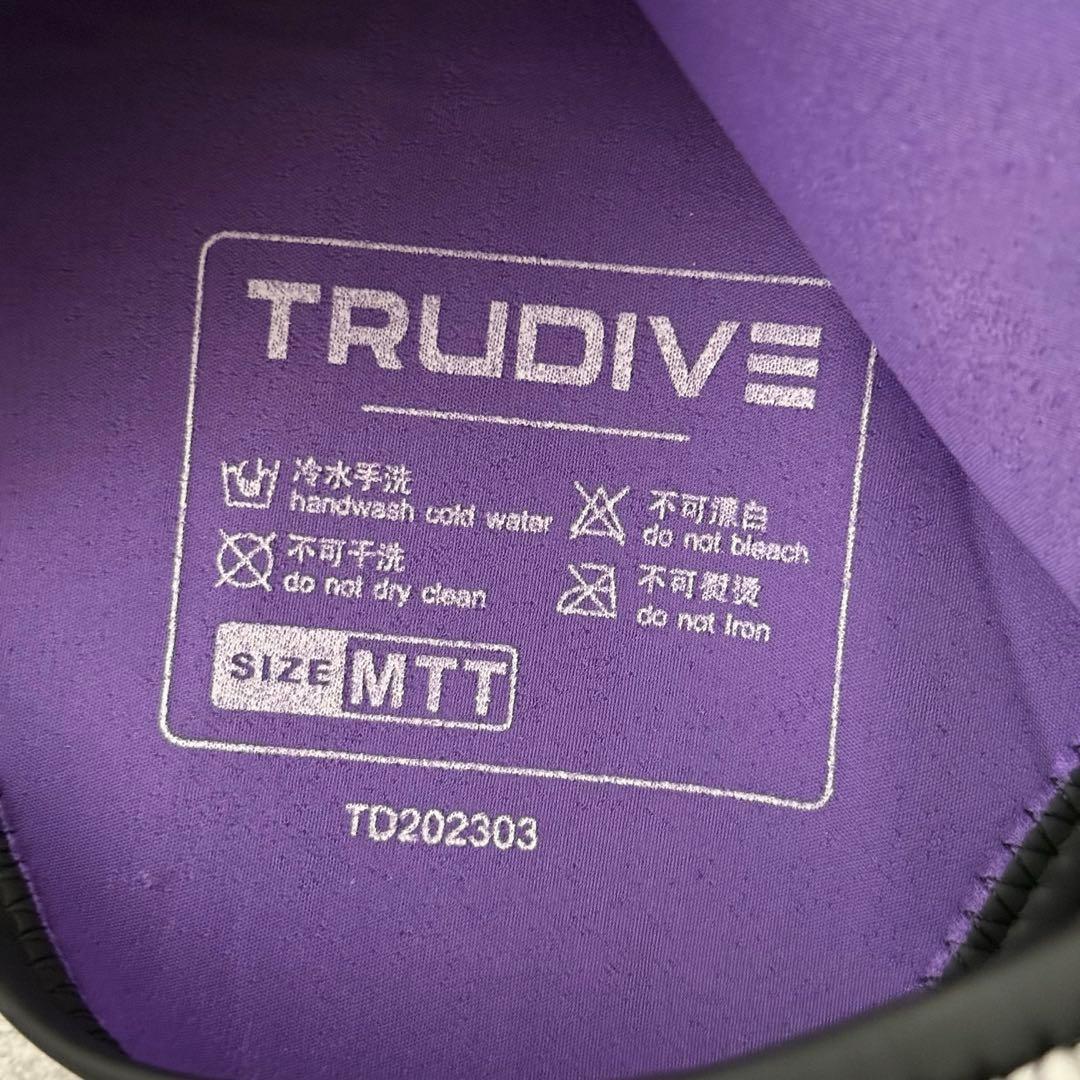 TRUDIVE
冷水手洗
handwash cold water
不可漂白
do not bleach
不可干洗
do not dry clean
不可熨烫
do not Iron
SIZE MTT
TD202303